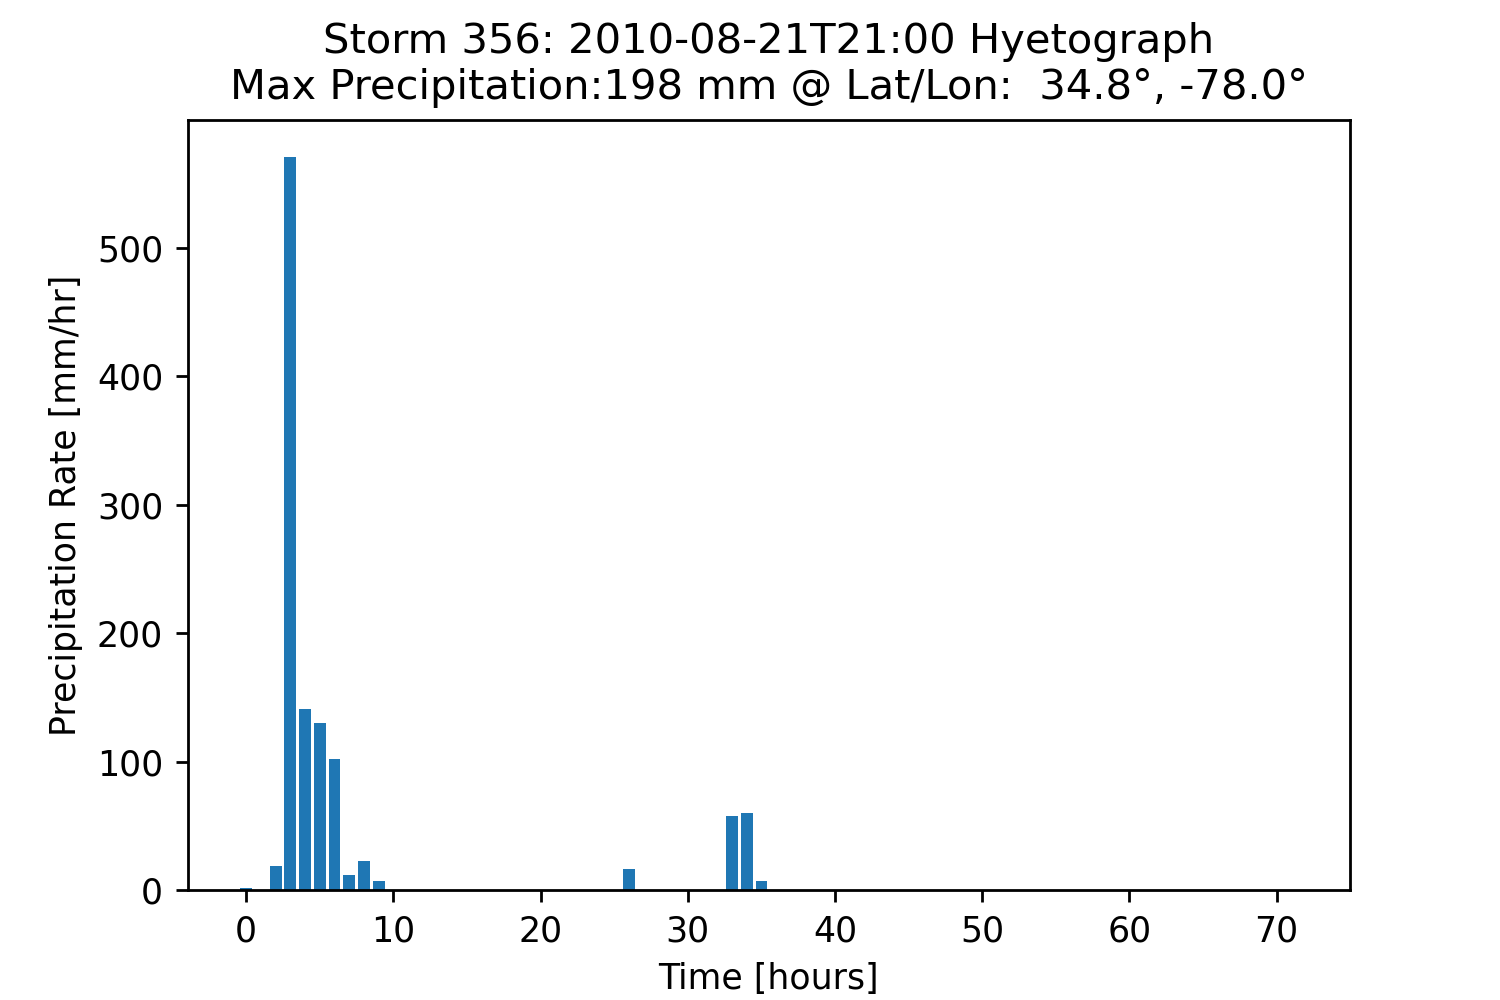 Storm 356: 2010-08-21T21:00 Hyetograph
Max Precipitation:198 mm @ Lat/Lon:  34.8°, -78.0°
Precipitation Rate [mm/hr]
500
400
300
200
100
0
0 10 20 30 40 50 60 70
Time [hours]